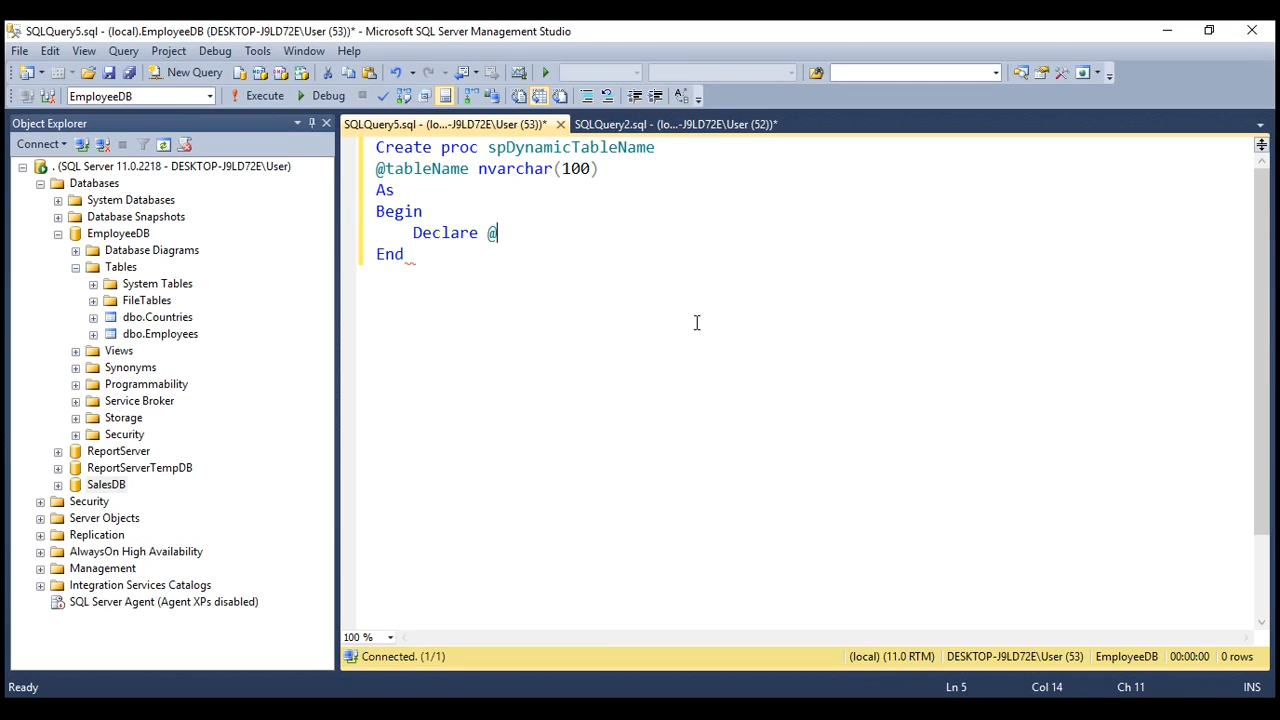 SQLQuery5.sql - (local).EmployeeDB (DESKTOP-J9LD72E\User (53))* - Microsoft SQL Server Management Studio
File Edit View Query Project Debug Tools Window Help
New Query
EmployeeDB Execute Debug
Object Explorer
SQLQuery5.sql - (lo...-J9LD72E\User (53))* SQLQuery2.sql - (lo...-J9LD72E\User (52))*
Connect
. (SQL Server 11.0.2218 - DESKTOP-J9LD72E\User)
Databases
System Databases
Database Snapshots
EmployeeDB
Database Diagrams
Tables
System Tables
FileTables
dbo.Countries
dbo.Employees
Views
Synonyms
Programmability
Service Broker
Storage
Security
ReportServer
ReportServerTempDB
SalesDB
Security
Server Objects
Replication
AlwaysOn High Availability
Management
Integration Services Catalogs
SQL Server Agent (Agent XPs disabled)
Create proc spDynamicTableName
@tableName nvarchar(100)
As
Begin
Declare @
End
100 %
Connected. (1/1) (local) (11.0 RTM) DESKTOP-J9LD72E\User (53) EmployeeDB 00:00:00 0 rows
Ready Ln 5 Col 14 Ch 11 INS